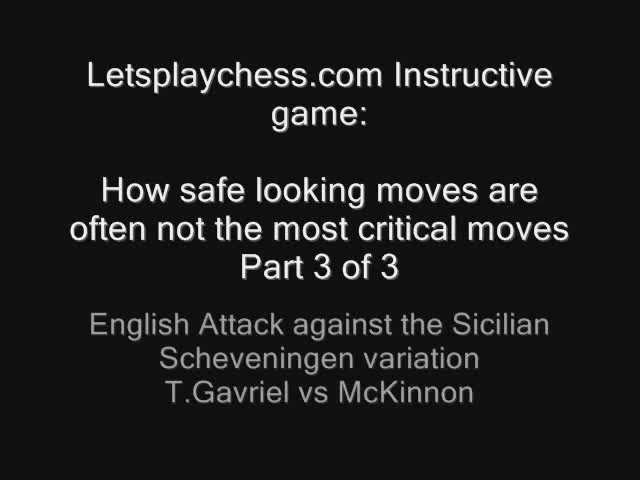 Letsplaychess.com Instructive
game:
How safe looking moves are
often not the most critical moves
Part 3 of 3
English Attack against the Sicilian
Scheveningen variation
T.Gavriel vs McKinnon